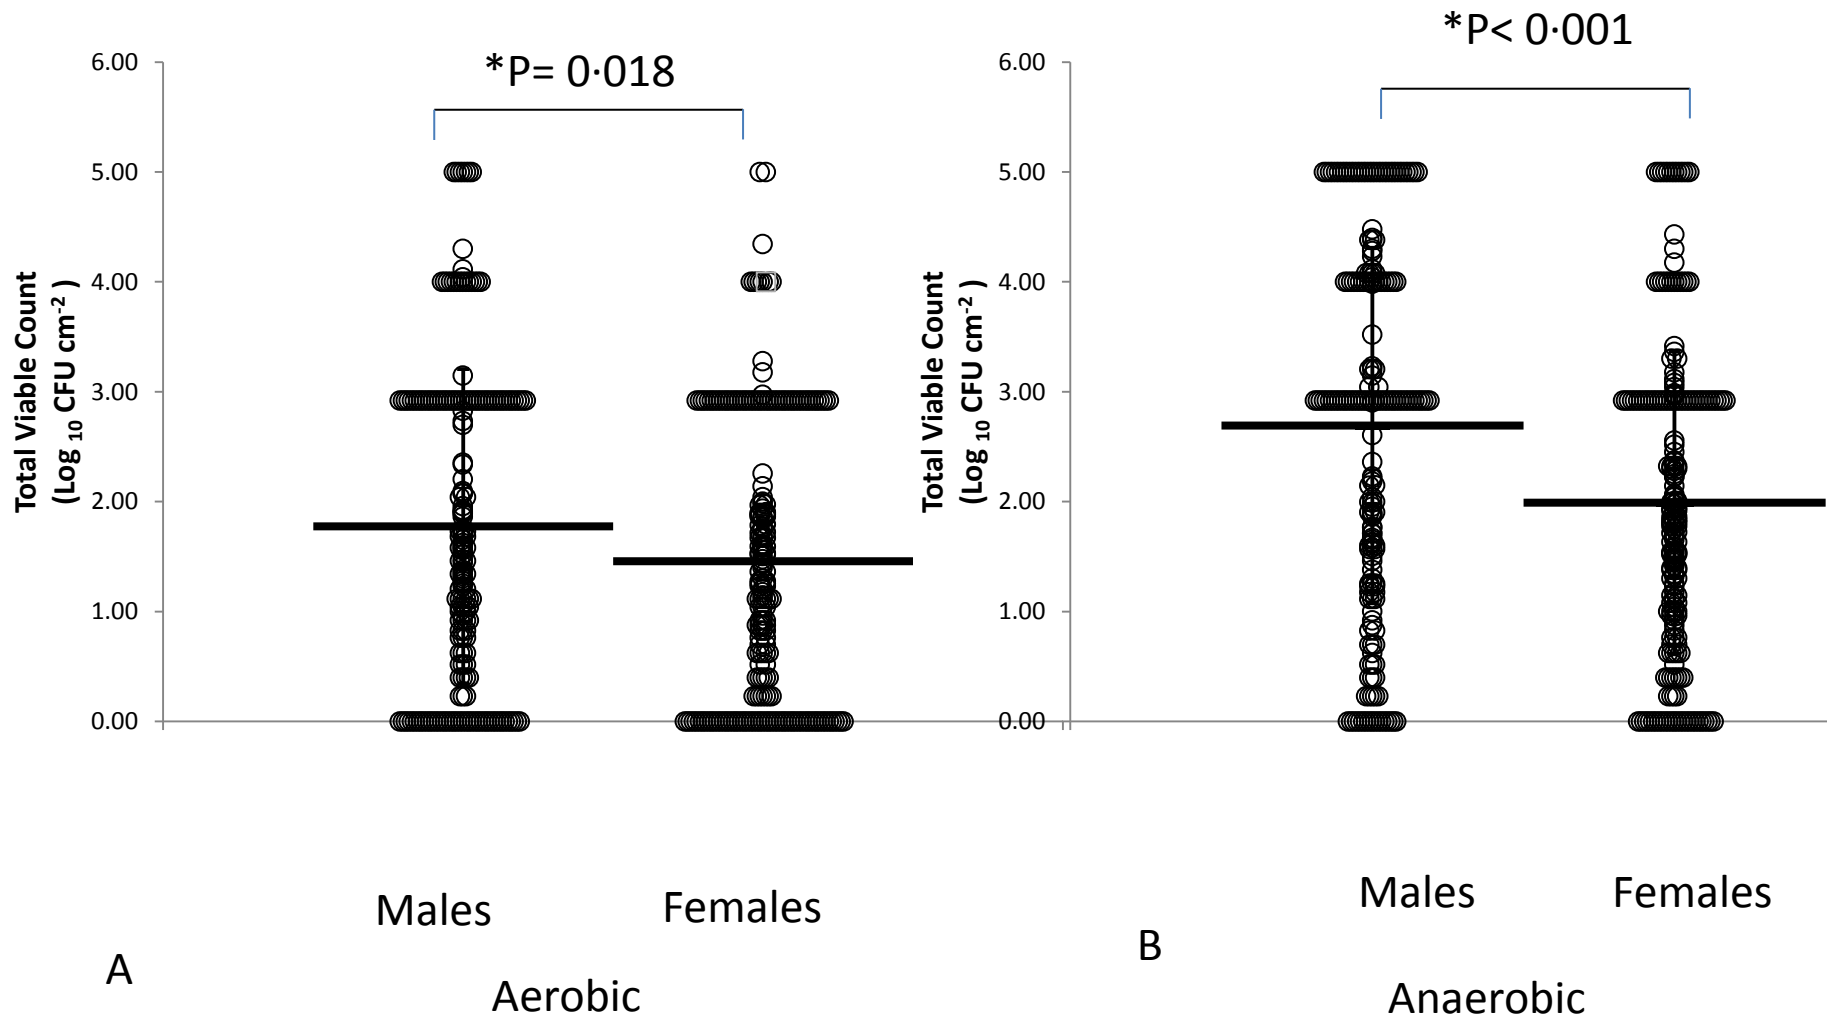 *P= 0·018
6.00
5.00
4.00
3.00
2.00
1.00
0.00
Total Viable Count
(Log 10 CFU cm-2 )
Males
Females
A
Aerobic
*P< 0·001
6.00
5.00
4.00
3.00
2.00
1.00
0.00
Total Viable Count
(Log 10 CFU cm-2 )
Males
Females
B
Anaerobic